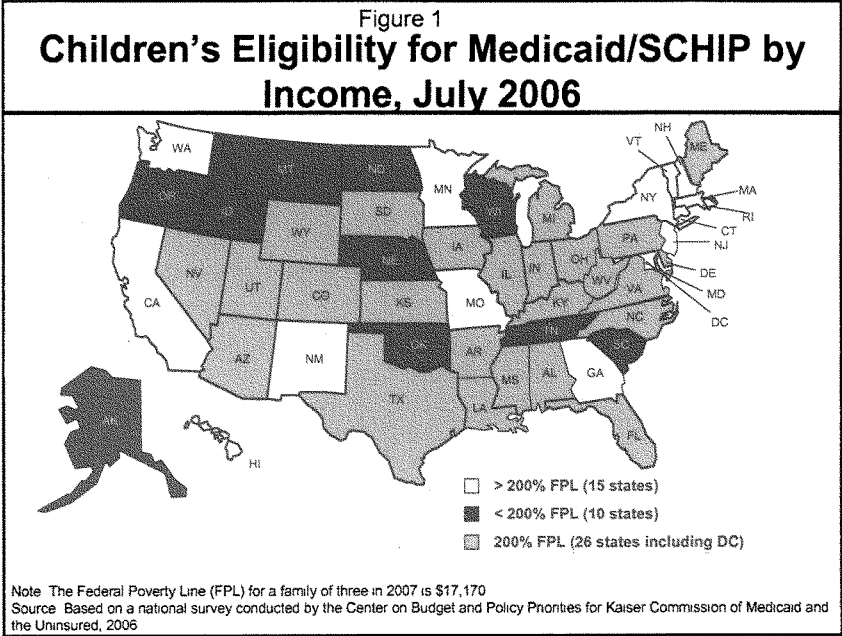 Figure 1
Children's Eligibility for Medicaid/SCHIP by
Income, July 2006
WA
MT
ND
MN
VT
NH
ME
OR
ID
SD
WI
MI
NY
MA
RI
CT
WY
IA
PA
NJ
NE
NV
UT
CO
IL
IN
OH
WV
VA
DE
MD
DC
CA
KS
MO
KY
NC
TN
AZ
NM
OK
AR
SC
MS
AL
GA
TX
LA
FL
AK
HI
> 200% FPL (15 states)
< 200% FPL (10 states)
200% FPL (26 states including DC)
Note The Federal Poverty Line (FPL) for a family of three in 2007 is $17,170
Source Based on a national survey conducted by the Center on Budget and Policy Priorities for Kaiser Commission of Medicaid and
the Uninsured, 2006